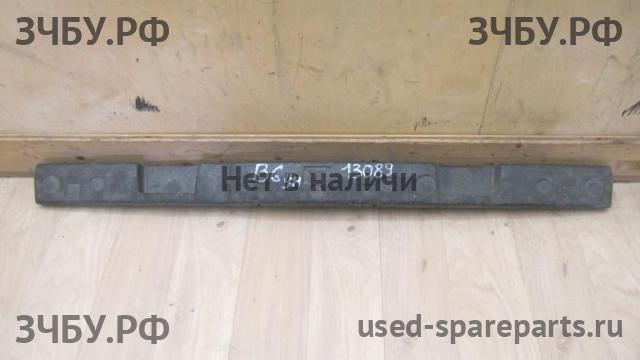 ЗЧБУ.РФ ЗЧБУ.РФ
13089
Нет в наличи
ЗЧБУ.РФ used-spareparts.ru